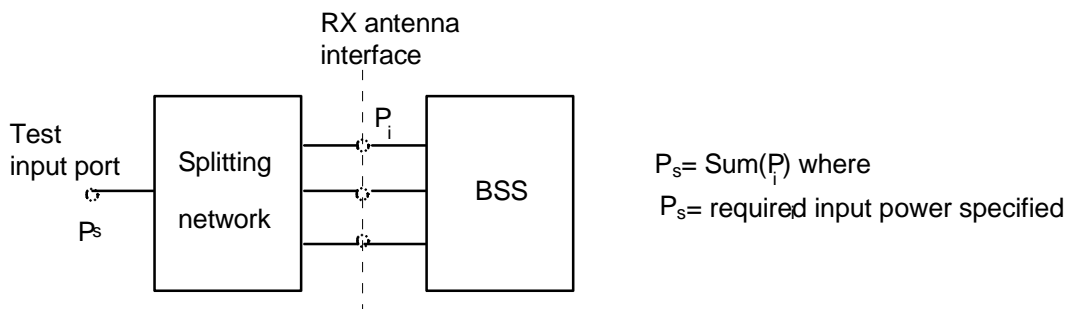 RX antenna
interface
Pi
Test
input port
Ps
Splitting
network
BSS
Ps= Sum(Pi) where
Ps= required input power specified